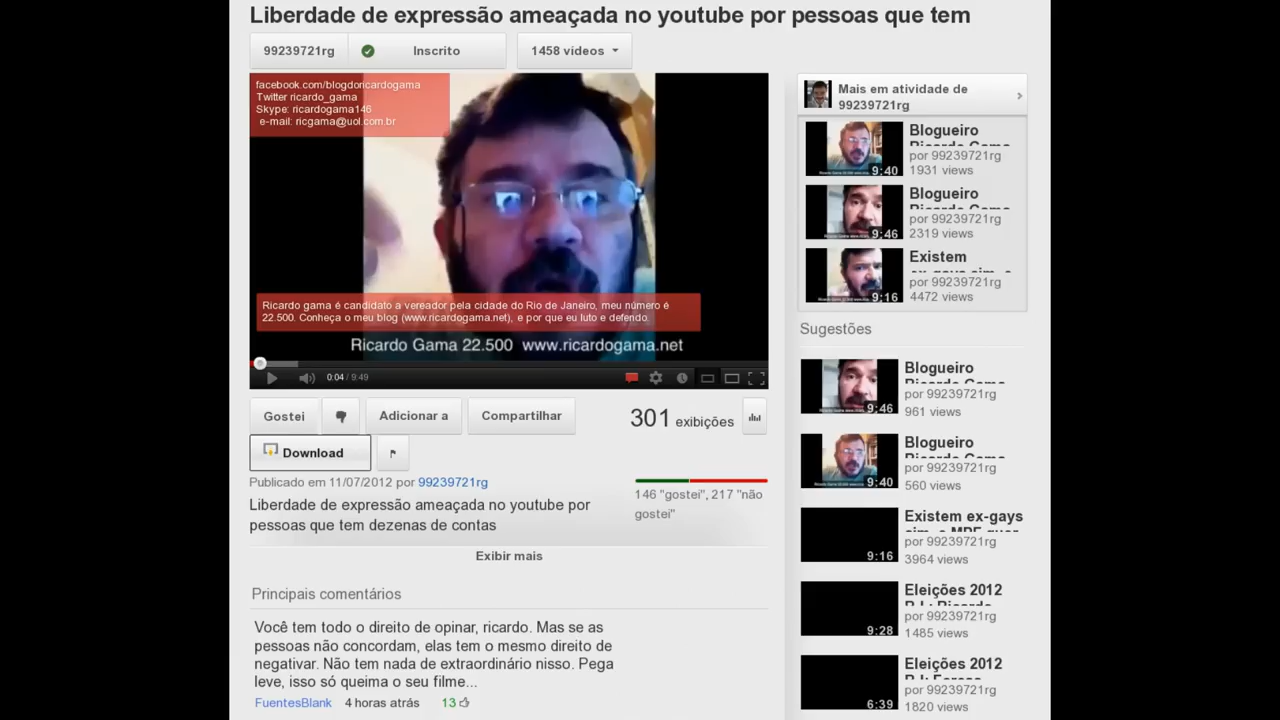 Liberdade de expressão ameaçada no youtube por pessoas que tem
99239721rg
Inscrito
1458 vídeos
facebook.com/blogdoricardogama
Twitter ricardo_gama
Skype: ricardogama146
e-mail: ricgama@uol.com.br
Ricardo gama é candidato a vereador pela cidade do Rio de Janeiro, meu número é
22.500. Conheça o meu blog (www.ricardogama.net), e por que eu luto e defendo.
Ricardo Gama 22.500 www.ricardogama.net
0:04 / 9:49
Gostei
Adicionar a
Compartilhar
301 exibições
Download
Publicado em 11/07/2012 por 99239721rg
146 "gostei", 217 "não
gostei"
Liberdade de expressão ameaçada no youtube por
pessoas que tem dezenas de contas
Exibir mais
Principais comentários
Você tem todo o direito de opinar, ricardo. Mas se as
pessoas não concordam, elas tem o mesmo direito de
negativar. Não tem nada de extraordinário nisso. Pega
leve, isso só queima o seu filme...
FuentesBlank 4 horas atrás 13
Mais em atividade de
99239721rg
Blogueiro
Ricardo Gama
por 99239721rg
1931 views
9:40
Blogueiro
Ricardo Gama
por 99239721rg
2319 views
9:46
Existem
por 99239721rg
4472 views
9:16
Sugestões
Blogueiro
Ricardo Gama
por 99239721rg
961 views
9:46
Blogueiro
Ricardo Gama
por 99239721rg
560 views
9:40
Existem ex-gays
por 99239721rg
3964 views
9:16
Eleições 2012
por 99239721rg
1485 views
9:28
Eleições 2012
por 99239721rg
1820 views
6:39